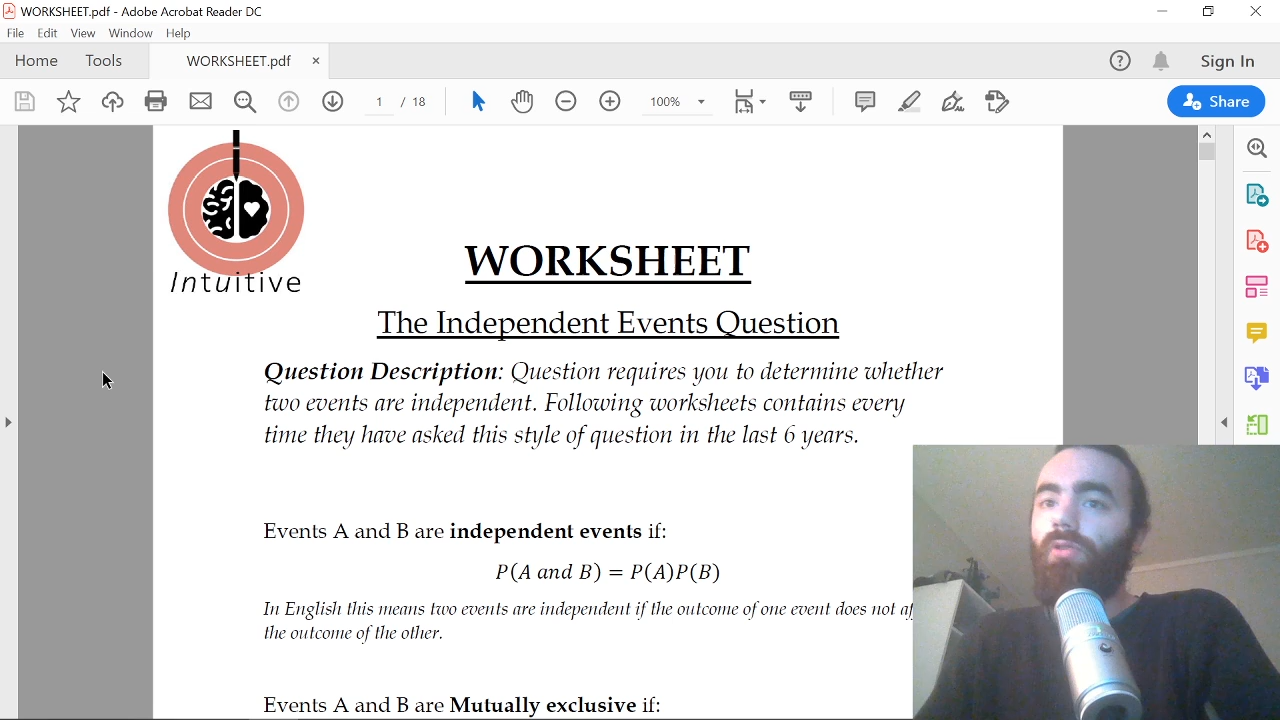 WORKSHEET.pdf - Adobe Acrobat Reader DC
File Edit View Window Help
Home Tools WORKSHEET.pdf × Sign In
1 / 18 100% Share
Intuitive
WORKSHEET
The Independent Events Question
Question Description: Question requires you to determine whether
two events are independent. Following worksheets contains every
time they have asked this style of question in the last 6 years.
Events A and B are independent events if:
P(A and B) = P(A)P(B)
In English this means two events are independent if the outcome of one event does not
the outcome of the other.
Events A and B are Mutually exclusive if: